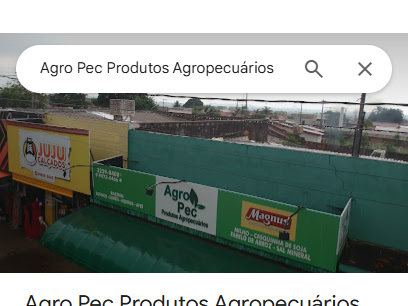 Agro Pec Produtos Agropecuários
JUJU
CALÇADOS
Agro
Pec
Produtos Agropecuários
Magnus
MILHO - CASQUINHA DE SOJA
FARELO DE ARROZ - SAL MINERAL
Agro Pec Produtos Agropecuários